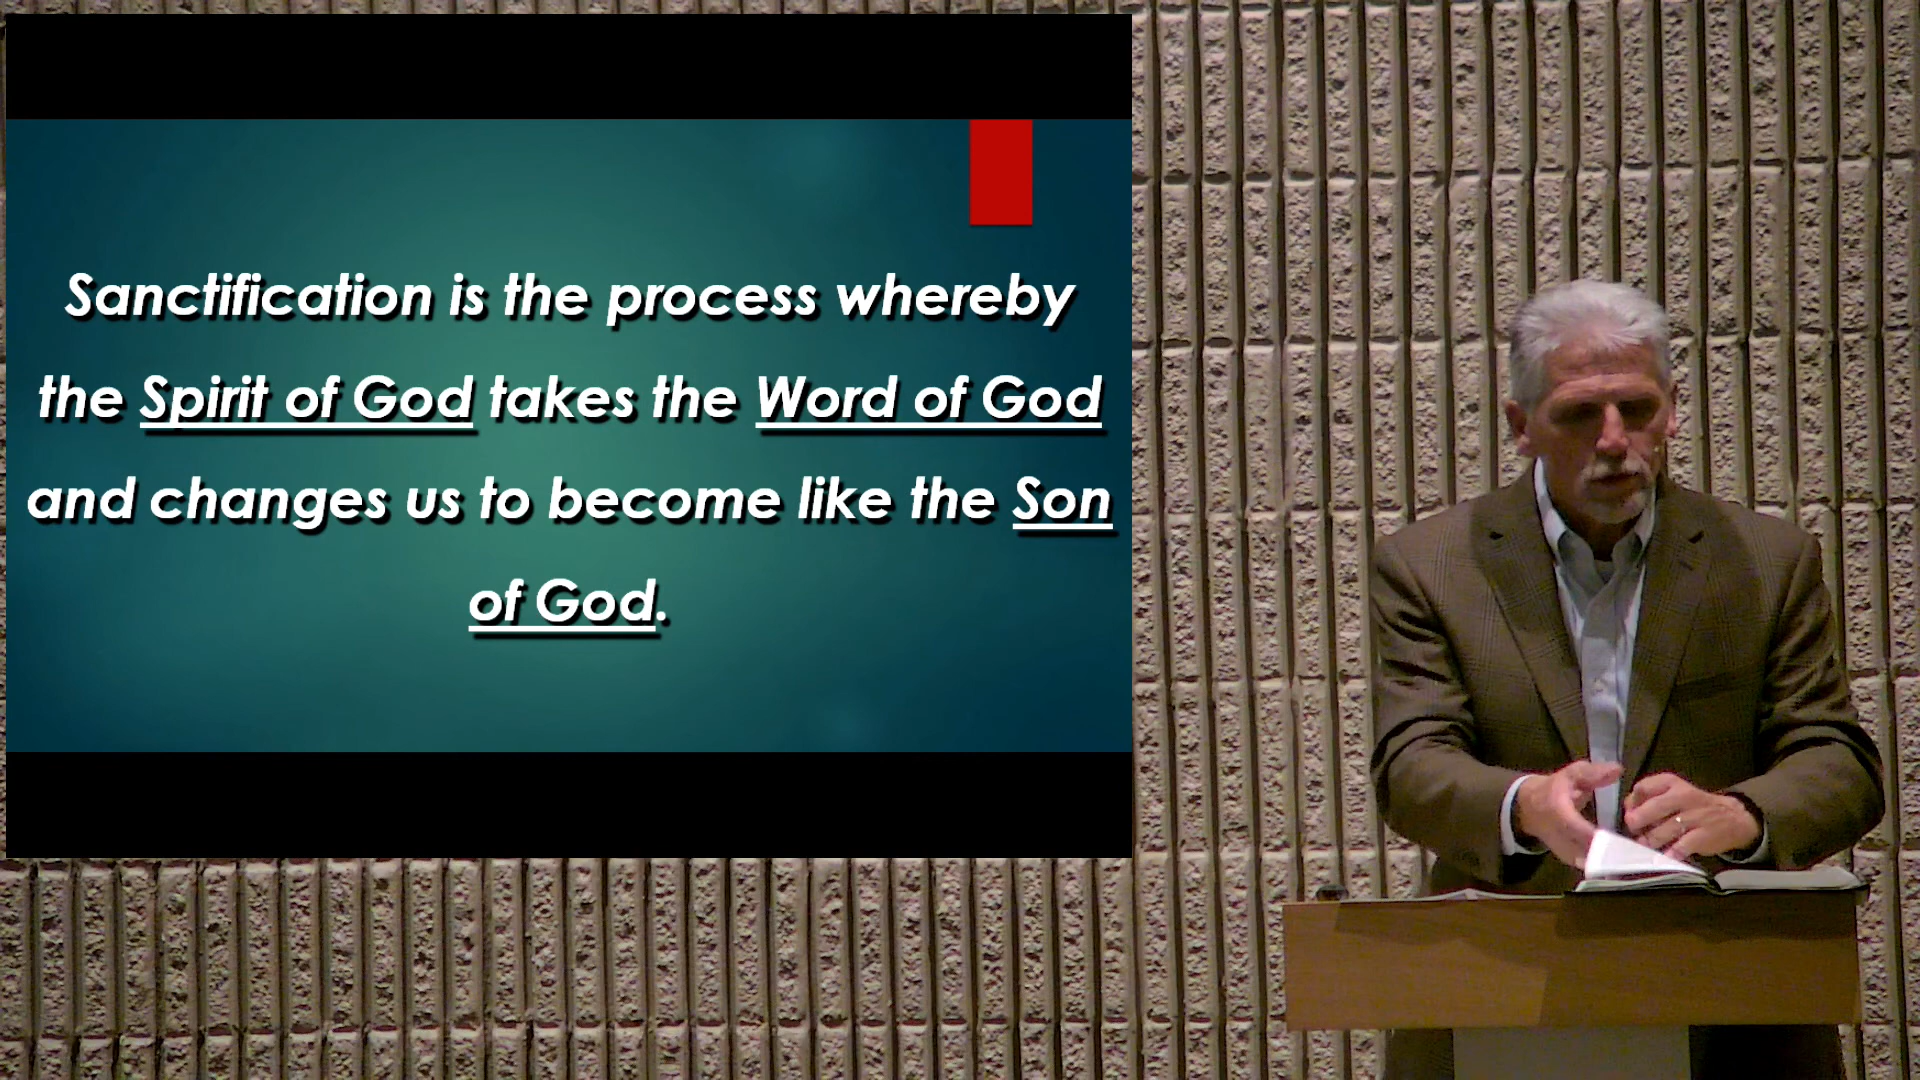 Sanctification is the process whereby
the Spirit of God takes the Word of God
and changes us to become like the Son
of God.